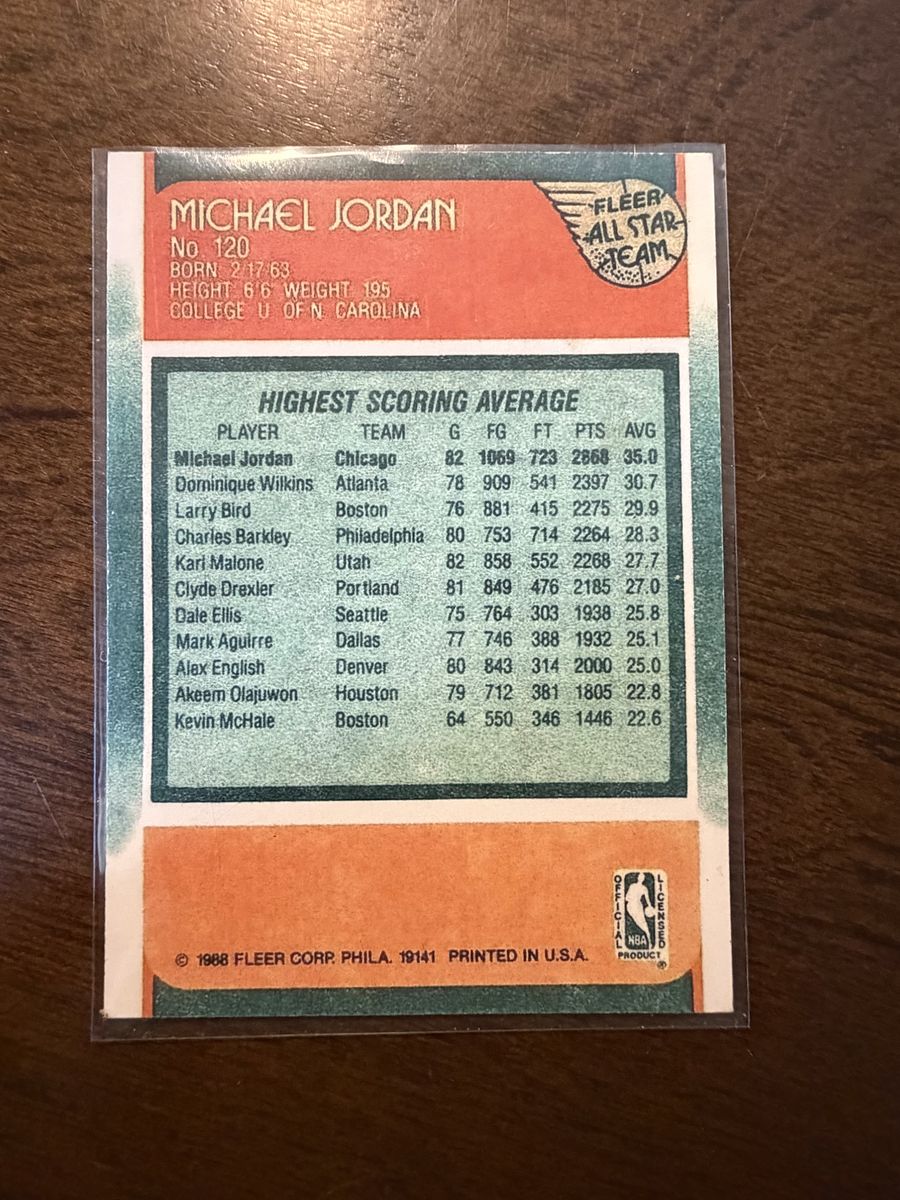 MICHAEL JORDAN
No. 120
BORN: 2/17/63
HEIGHT: 6'6" WEIGHT: 195
COLLEGE: U. OF N. CAROLINA
FLEER
ALL STAR
TEAM
HIGHEST SCORING AVERAGE
PLAYER TEAM G FG FT PTS AVG
Michael Jordan Chicago 82 1069 723 2868 35.0
Dominique Wilkins Atlanta 78 909 541 2397 30.7
Larry Bird Boston 76 881 415 2275 29.9
Charles Barkley Philadelphia 80 753 714 2264 28.3
Karl Malone Utah 82 858 552 2268 27.7
Clyde Drexler Portland 81 849 476 2185 27.0
Dale Ellis Seattle 75 764 303 1938 25.8
Mark Aguirre Dallas 77 746 388 1932 25.1
Alex English Denver 80 843 314 2000 25.0
Akeem Olajuwon Houston 79 712 381 1805 22.8
Kevin McHale Boston 64 550 346 1446 22.6
OFFICIAL
LICENSED
NBA
PRODUCT
®
© 1988 FLEER CORP. PHILA. 19141 PRINTED IN U.S.A.